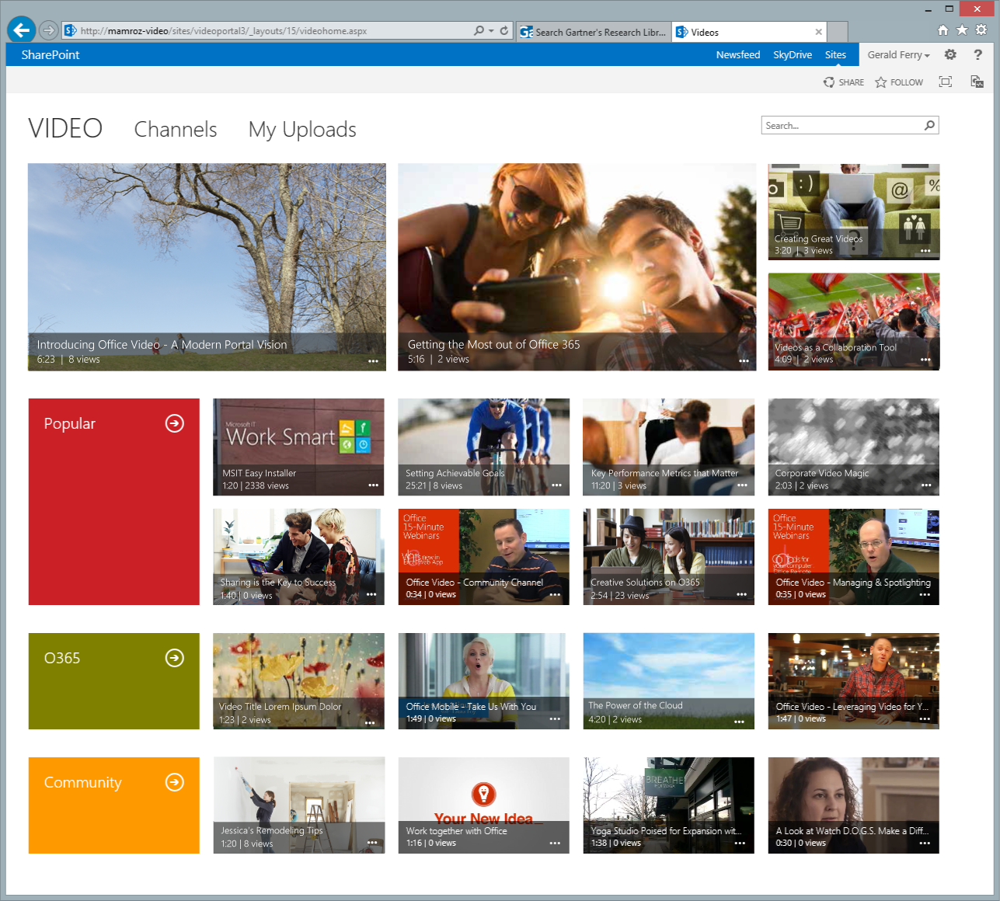 http://mamroz-video/sites/videoportal3/_layouts/15/videohome.aspx
Search Gartner's Research Libr...
Videos
SharePoint
Newsfeed
SkyDrive
Sites
Gerald Ferry
?
SHARE
FOLLOW
VIDEO
Channels
My Uploads
Search...
Introducing Office Video - A Modern Portal Vision
6:23 | 8 views
Getting the Most out of Office 365
5:16 | 2 views
:)
@
%
?
Creating Great Videos
3:20 | 3 views
Videos as a Collaboration Tool
4:09 | 2 views
Popular
Microsoft IT
Work Smart
MSIT Easy Installer
1:20 | 2338 views
Setting Achievable Goals
25:21 | 8 views
Key Performance Metrics that Matter
11:20 | 3 views
Corporate Video Magic
2:03 | 2 views
Sharing is the Key to Success
1:40 | 0 views
Office
15-Minute
Webinars
Office Video - Community Channel
0:34 | 0 views
Creative Solutions on O365
2:54 | 23 views
Office
15-Minute
Webinars
Office Video - Managing & Spotlighting
0:35 | 0 views
O365
Video Title Lorem Ipsum Dolor
1:23 | 2 views
Office Mobile - Take Us With You
1:49 | 0 views
The Power of the Cloud
4:20 | 2 views
Office Video - Leveraging Video for Y...
1:47 | 0 views
Community
Jessica's Remodeling Tips
1:20 | 8 views
Your New Idea_
Work together with Office
1:16 | 0 views
BREATHE
Yoga Studio Poised for Expansion wit...
1:38 | 0 views
A Look at Watch D.O.G.S. Make a Diff...
0:30 | 0 views